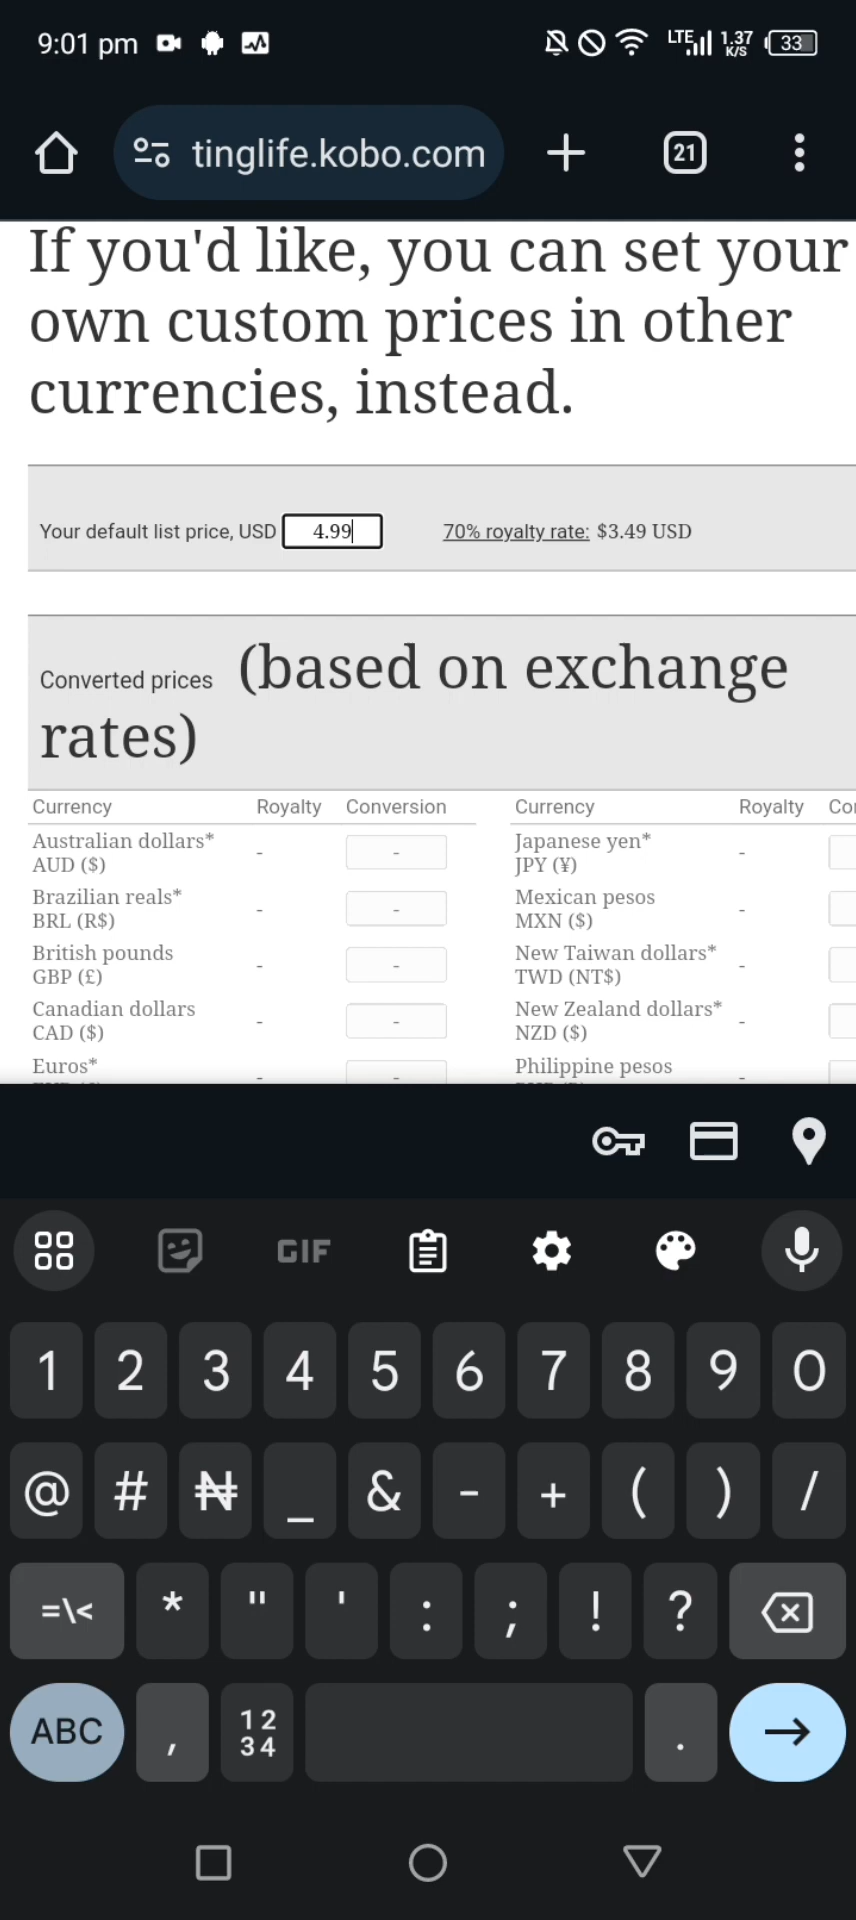 9:01 pm
LTE 1.37 K/S 33
tinglife.kobo.com
21
If you'd like, you can set your
own custom prices in other
currencies, instead.
Your default list price, USD 4.99 70% royalty rate: $3.49 USD
Converted prices (based on exchange
rates)
Currency Royalty Conversion Currency Royalty Co
Australian dollars* - - Japanese yen* -
AUD ($) JPY (¥)
Brazilian reals* - - Mexican pesos -
BRL (R$) MXN ($)
British pounds - - New Taiwan dollars* -
GBP (£) TWD (NT$)
Canadian dollars - - New Zealand dollars* -
CAD ($) NZD ($)
Euros* - - Philippine pesos -
GIF
1 2 3 4 5 6 7 8 9 0
@ # ₦ _ & - + ( ) /
=\< * " ' : ; ! ?
ABC , 12 .
34